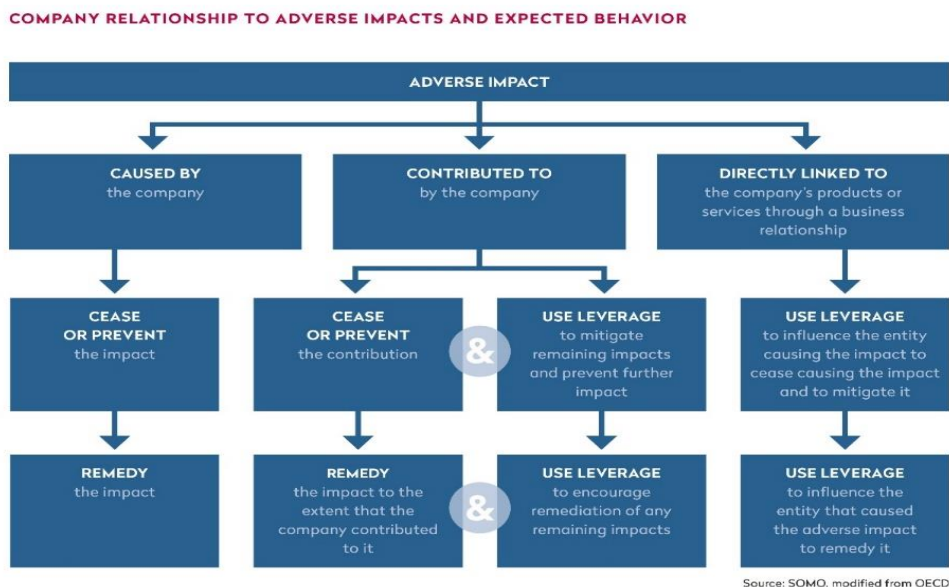 COMPANY RELATIONSHIP TO ADVERSE IMPACTS AND EXPECTED BEHAVIOR
ADVERSE IMPACT
CAUSED BY
the company
CONTRIBUTED TO
by the company
DIRECTLY LINKED TO
the company's products or
services through a business
relationship
CEASE
OR PREVENT
the impact
CEASE
OR PREVENT
the contribution
&
USE LEVERAGE
to mitigate
remaining impacts
and prevent further
impact
USE LEVERAGE
to influence the entity
causing the impact to
cease causing the impact
and to mitigate it
REMEDY
the impact
REMEDY
the impact to the
extent that the
company contributed
to it
&
USE LEVERAGE
to encourage
remediation of any
remaining impacts
USE LEVERAGE
to influence the
entity that caused
the adverse impact
to remedy it
Source: SOMO, modified from OECD